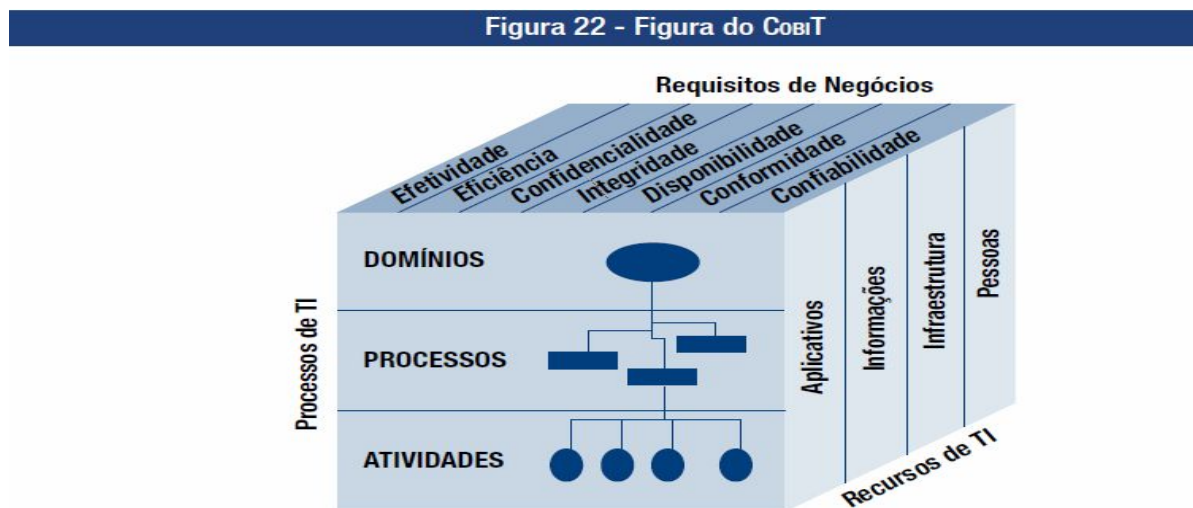 Figura 22 - Figura do COBIT
Requisitos de Negócios
Efetividade
Eficiência
Confidencialidade
Integridade
Disponibilidade
Conformidade
Confiabilidade
Processos de TI
DOMÍNIOS
PROCESSOS
ATIVIDADES
Aplicativos
Informações
Infraestrutura
Pessoas
Recursos de TI